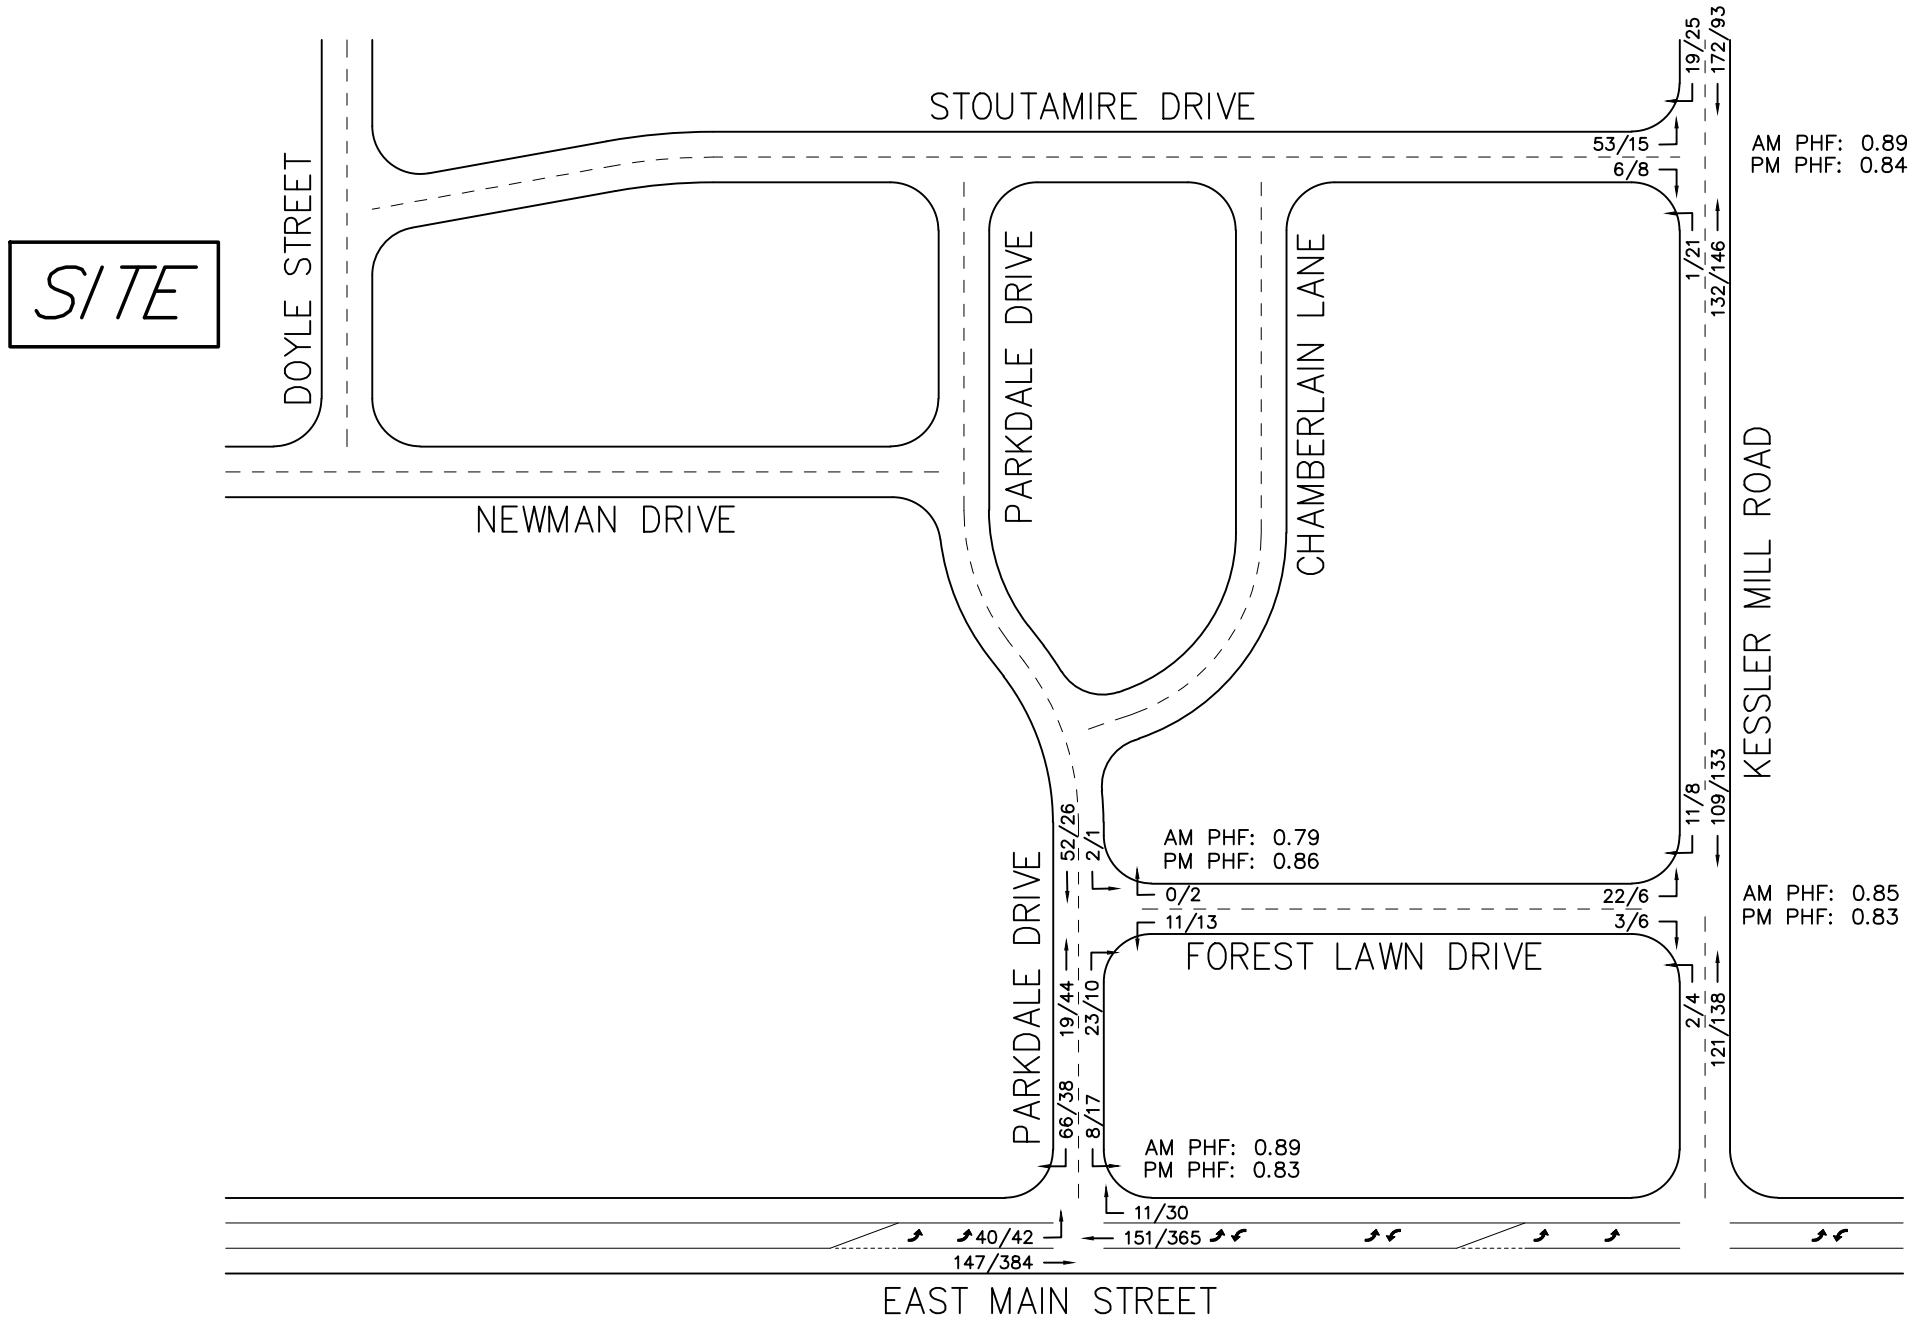 19/25
172/93
STOUTAMIRE DRIVE
53/15
6/8
AM PHF: 0.89
PM PHF: 0.84
SITE
DOYLE STREET
PARKDALE DRIVE
CHAMBERLAIN LANE
1/21
132/146
NEWMAN DRIVE
KESSLER MILL ROAD
11/8
109/133
52/26
2/1
AM PHF: 0.79
PM PHF: 0.86
0/2
11/13
22/6
3/6
AM PHF: 0.85
PM PHF: 0.83
FOREST LAWN DRIVE
PARKDALE DRIVE
19/44
23/10
2/4
121/138
66/38
8/17
AM PHF: 0.89
PM PHF: 0.83
11/30
40/42
151/365
147/384
EAST MAIN STREET